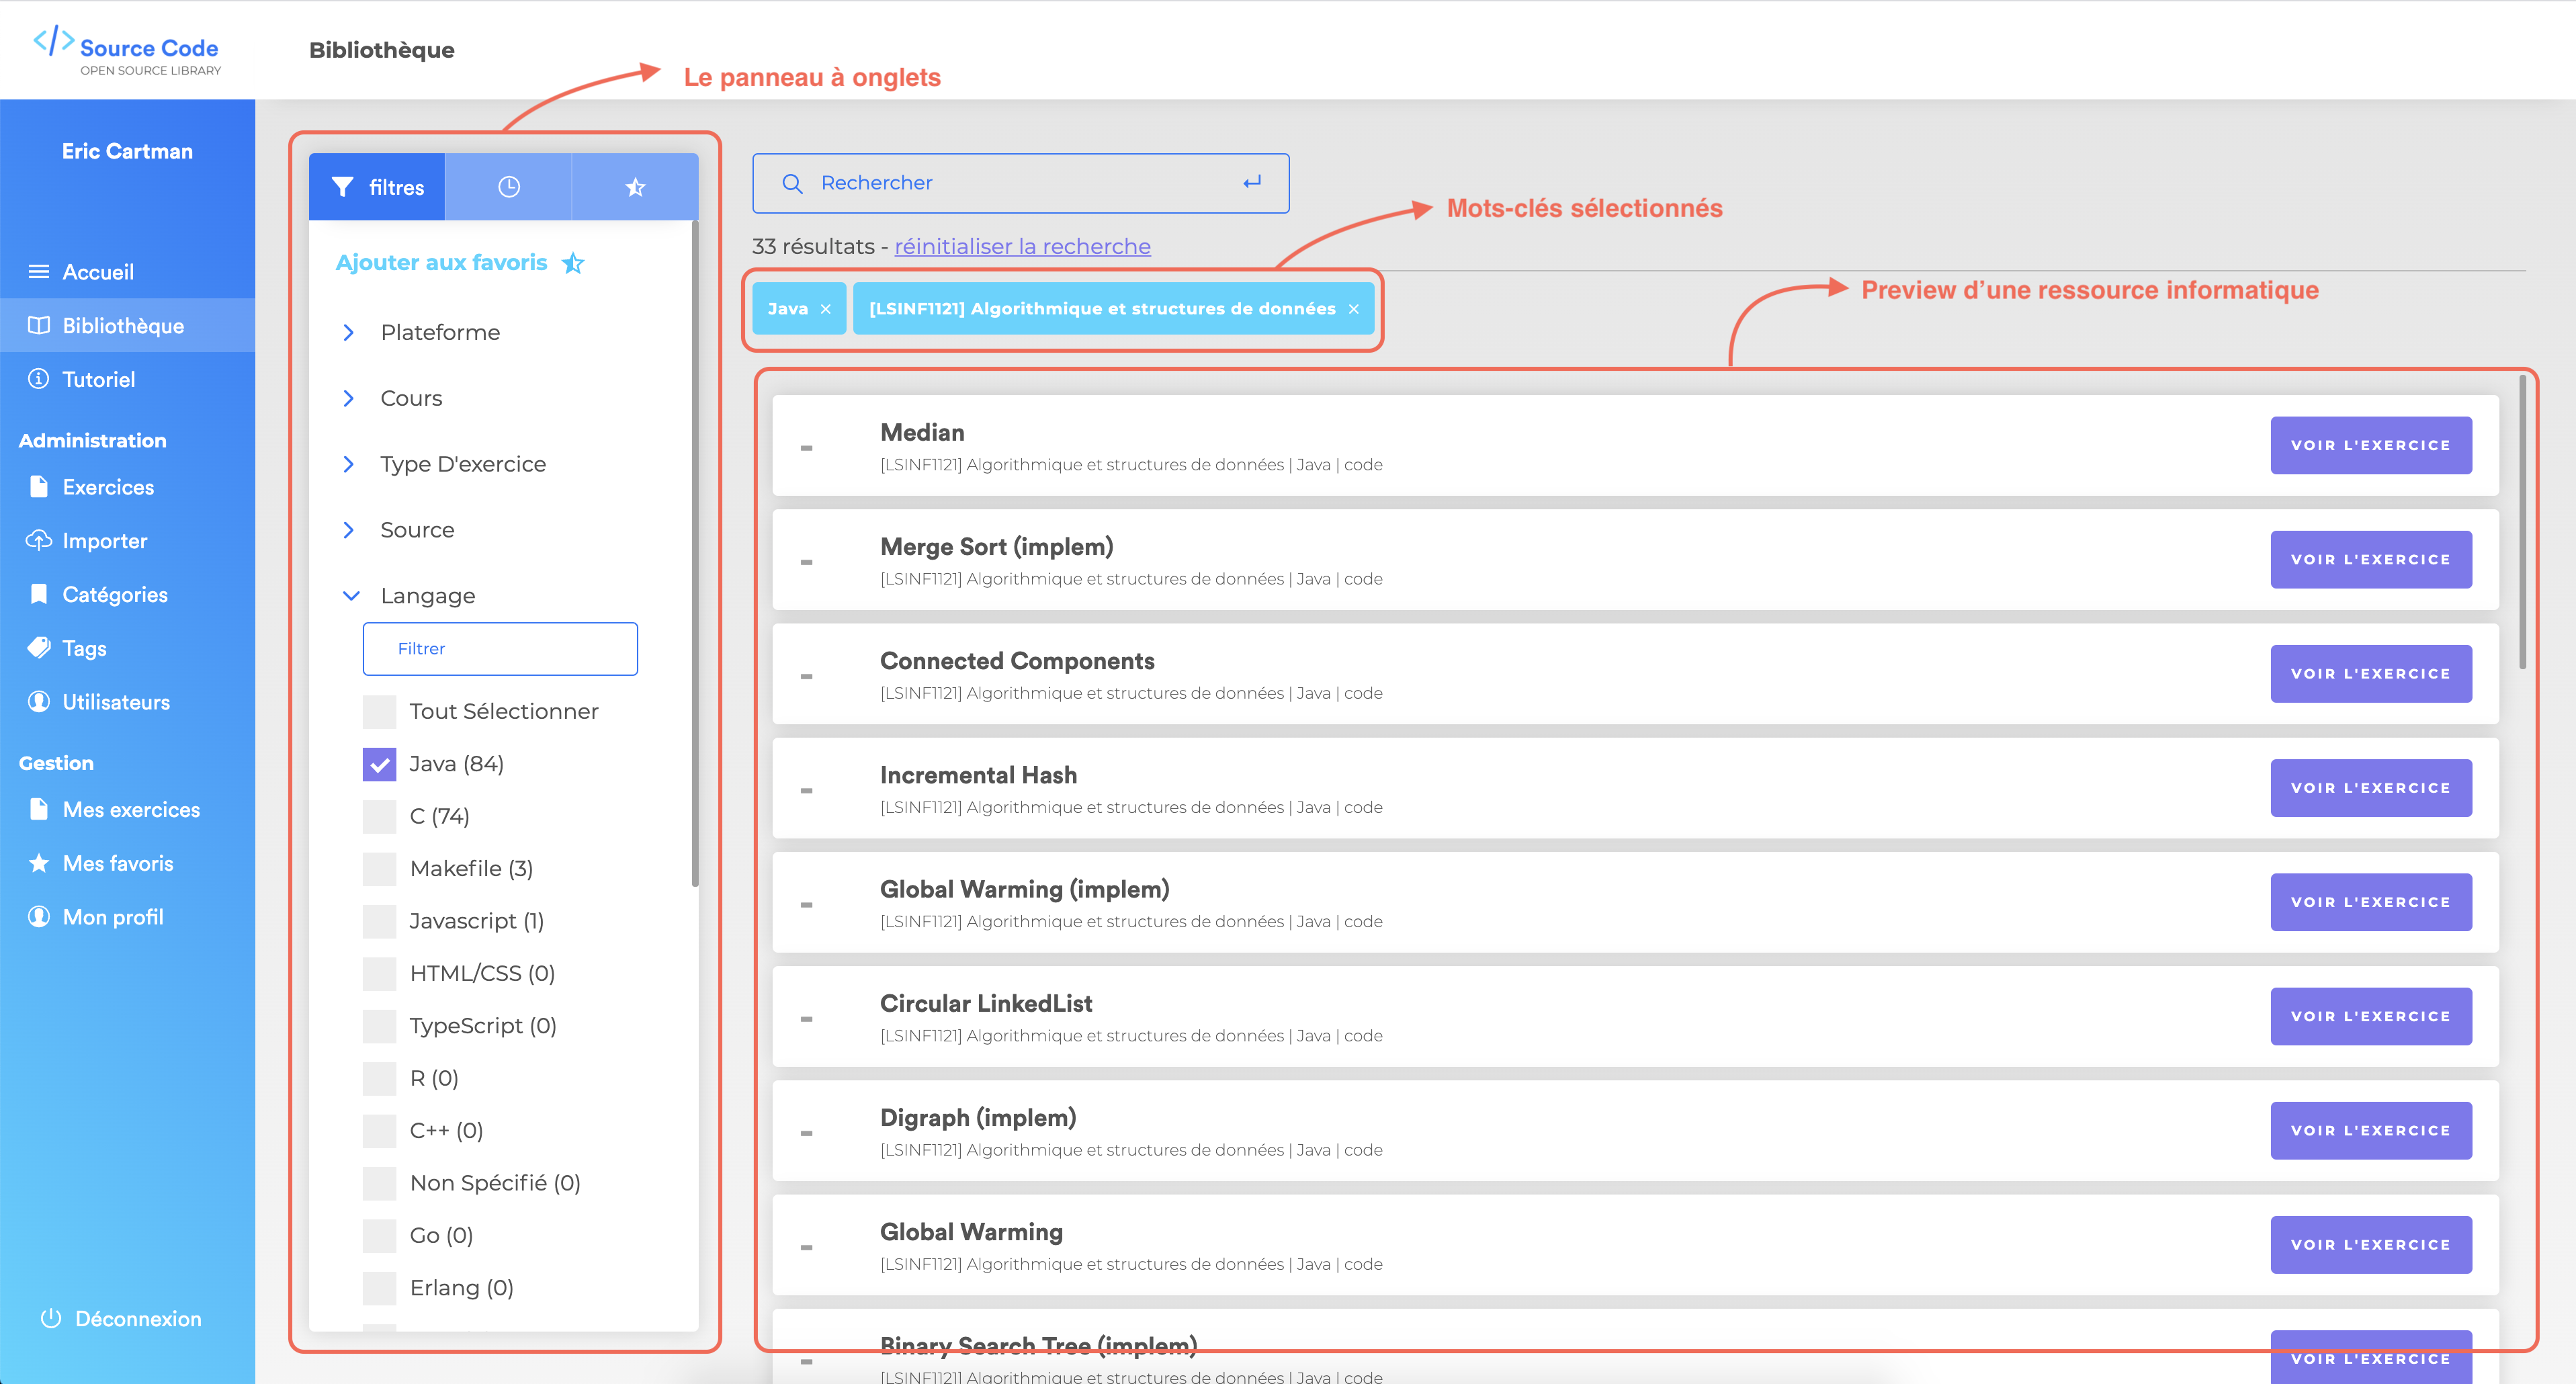 Source Code
OPEN SOURCE LIBRARY
Bibliothèque
Le panneau à onglets
Eric Cartman
Accueil
Bibliothèque
Tutoriel
Administration
Exercices
Importer
Catégories
Tags
Utilisateurs
Gestion
Mes exercices
Mes favoris
Mon profil
Déconnexion
filtres
Ajouter aux favoris
Plateforme
Cours
Type D'exercice
Source
Langage
Filtrer
Tout Sélectionner
Java (84)
C (74)
Makefile (3)
Javascript (1)
HTML/CSS (0)
TypeScript (0)
R (0)
C++ (0)
Non Spécifié (0)
Go (0)
Erlang (0)
Rechercher
Mots-clés sélectionnés
33 résultats - réinitialiser la recherche
Java × [LSINF1121] Algorithmique et structures de données ×
Preview d’une ressource informatique
Median
[LSINF1121] Algorithmique et structures de données | Java | code
VOIR L'EXERCICE
Merge Sort (implem)
[LSINF1121] Algorithmique et structures de données | Java | code
VOIR L'EXERCICE
Connected Components
[LSINF1121] Algorithmique et structures de données | Java | code
VOIR L'EXERCICE
Incremental Hash
[LSINF1121] Algorithmique et structures de données | Java | code
VOIR L'EXERCICE
Global Warming (implem)
[LSINF1121] Algorithmique et structures de données | Java | code
VOIR L'EXERCICE
Circular LinkedList
[LSINF1121] Algorithmique et structures de données | Java | code
VOIR L'EXERCICE
Digraph (implem)
[LSINF1121] Algorithmique et structures de données | Java | code
VOIR L'EXERCICE
Global Warming
[LSINF1121] Algorithmique et structures de données | Java | code
VOIR L'EXERCICE
Binary Search Tree (implem)
[LSINF1121] Algorithmique et structures de données | Java | code
VOIR L'EXERCICE